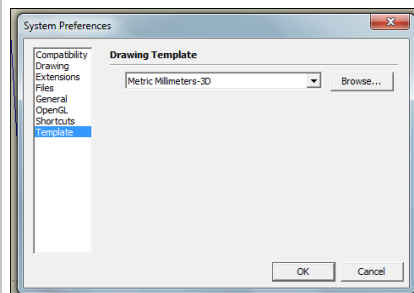 System Preferences
Compatibility
Drawing
Extensions
Files
General
OpenGL
Shortcuts
Template
Drawing Template
Metric Millimeters-3D
Browse...
OK
Cancel